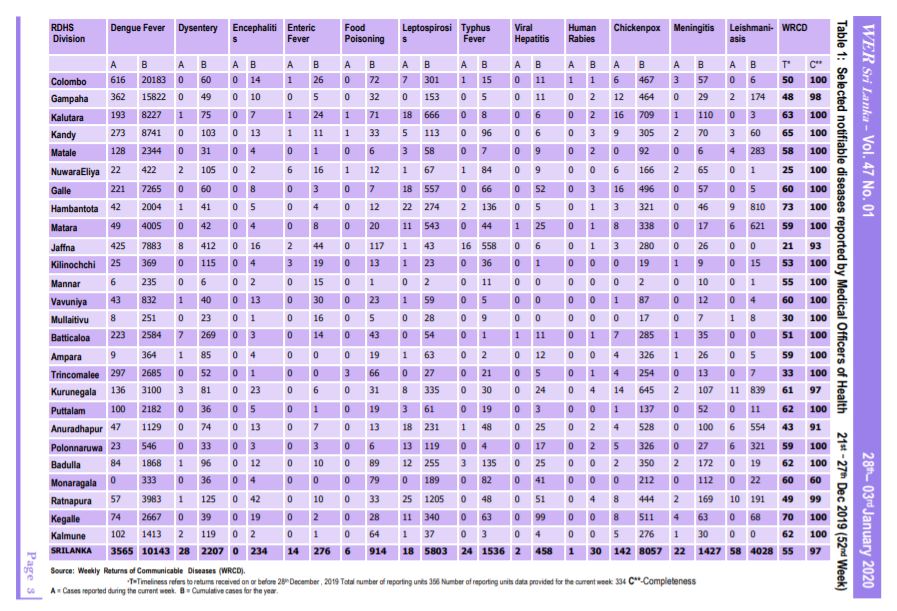 WER Sri Lanka – Vol. 47 No. 01
28th– 03rd January 2020
Table 1: Selected notifiable diseases reported by Medical Officers of Health 21st – 27th Dec 2019 (52nd Week)
RDHS Division Dengue Fever Dysentery Encephalitis Enteric Fever Food Poisoning Leptospirosis Typhus Fever Viral Hepatitis Human Rabies Chickenpox Meningitis Leishmani-asis WRCD
A B A B A B A B A B A B A B A B A B A B A B A B T* C**
Colombo 616 20183 0 60 0 14 1 26 0 72 7 301 1 15 0 11 1 1 6 467 3 57 0 6 50 100
Gampaha 362 15822 0 49 0 10 0 5 0 32 0 153 0 5 0 11 0 2 12 464 0 29 2 174 48 98
Kalutara 193 8227 1 75 0 7 1 24 1 71 18 666 0 8 0 6 0 2 16 709 1 110 0 3 63 100
Kandy 273 8741 0 103 0 13 1 11 1 33 5 113 0 96 0 6 0 3 9 305 2 70 3 60 65 100
Matale 128 2344 0 31 0 4 0 1 0 6 3 58 0 7 0 9 0 2 0 92 0 6 4 283 58 100
NuwaraEliya 22 422 2 105 0 2 6 16 1 12 1 67 1 84 0 9 0 0 6 166 2 65 0 1 25 100
Galle 221 7265 0 60 0 8 0 3 0 7 18 557 0 66 0 52 0 3 16 496 0 57 0 5 60 100
Hambantota 42 2004 1 41 0 5 0 4 0 12 22 274 2 136 0 5 0 1 3 321 0 46 9 810 73 100
Matara 49 4005 0 42 0 4 0 8 0 20 11 543 0 44 1 25 0 1 8 338 0 17 6 621 59 100
Jaffna 425 7883 8 412 0 16 2 44 0 117 1 43 16 558 0 6 0 1 3 280 0 26 0 0 21 93
Kilinochchi 25 369 0 115 0 4 3 19 0 13 1 23 0 36 0 1 0 0 0 19 1 9 0 15 53 100
Mannar 6 235 0 6 0 2 0 15 0 1 0 2 0 11 0 0 0 0 0 2 0 10 0 1 55 100
Vavuniya 43 832 1 40 0 13 0 30 0 23 1 59 0 5 0 0 0 0 1 87 0 12 0 4 60 100
Mullaitivu 8 251 0 23 0 1 0 16 0 5 0 28 0 9 0 0 0 0 0 17 0 7 1 8 30 100
Batticaloa 223 2584 7 269 0 3 0 14 0 43 0 54 0 1 1 11 0 1 7 285 1 35 0 0 51 100
Ampara 9 364 1 85 0 4 0 0 0 19 1 63 0 2 0 12 0 0 4 326 1 26 0 5 59 100
Trincomalee 297 2685 0 52 0 1 0 0 3 66 0 27 0 21 0 5 0 1 4 254 0 13 0 7 33 100
Kurunegala 136 3100 3 81 0 23 0 6 0 31 8 335 0 30 0 24 0 4 14 645 2 107 11 839 61 97
Puttalam 100 2182 0 36 0 5 0 1 0 19 3 61 0 19 0 3 0 0 1 137 0 52 0 11 62 100
Anuradhapur 47 1129 0 74 0 13 0 7 0 13 18 231 1 48 0 2 0 2 4 528 0 100 6 554 43 91
Polonnaruwa 23 546 0 33 0 3 0 3 0 6 13 119 0 4 0 17 0 2 5 326 0 27 6 321 59 100
Badulla 84 1868 1 96 0 12 0 10 0 89 12 255 3 135 0 25 0 0 2 350 2 172 0 19 62 100
Monaragala 0 333 0 36 0 4 0 0 0 79 0 189 0 82 0 41 0 0 0 212 0 112 0 22 60 60
Ratnapura 57 3983 1 125 0 42 0 10 0 33 25 1205 0 48 0 51 0 4 8 444 2 169 10 191 49 99
Kegalle 74 2667 0 39 0 19 0 2 0 28 11 340 0 63 0 99 0 0 8 511 4 63 0 68 70 100
Kalmune 102 1413 2 119 0 2 0 1 0 64 1 37 0 3 0 4 0 0 5 276 1 30 0 0 62 100
SRILANKA 3565 10143 28 2207 0 234 14 276 6 914 18 5803 24 1536 2 458 1 30 142 8057 22 1427 58 4028 55 97
Source: Weekly Returns of Communicable Diseases (WRCD).
*T=Timeliness refers to returns received on or before 28th December , 2019 Total number of reporting units 356 Number of reporting units data provided for the current week: 334 C**-Completeness
A = Cases reported during the current week. B = Cumulative cases for the year.
Page 3